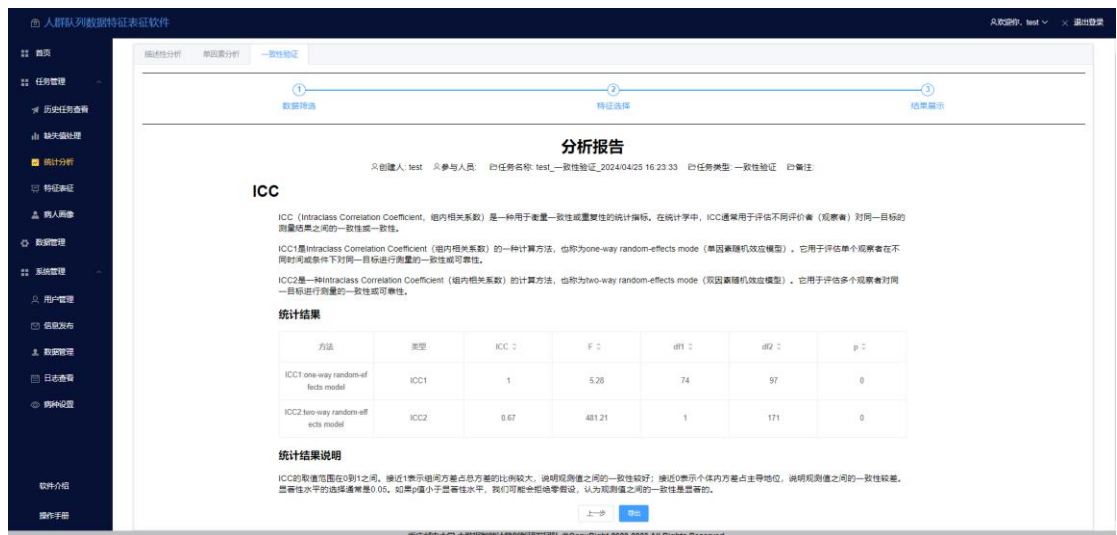 人群队列数据特征表征软件
欢迎你，test
退出登录
首页
任务管理
历史任务查看
缺失值处理
统计分析
特征表征
病人画像
数据管理
系统管理
用户管理
信息发布
数据管理
日志查看
病种设置
软件介绍
操作手册
描述性分析 单因素分析 一致性验证
1 2 3
数据筛选 特征选择 结果展示
分析报告
创建人: test 参与人员: 任务名称: test_一致性验证_2024/04/25 16:23:33 任务类型: 一致性验证 备注:
ICC
ICC（Intraclass Correlation Coefficient，组内相关系数）是一种用于衡量一致性或重复性的统计指标。在统计学中，ICC通常用于评估不同评价者（观察者）对同一目标的
测量结果之间的一致性或一致性。
ICC1是Intraclass Correlation Coefficient（组内相关系数）的一种计算方法，也称为one-way random-effects mode（单因素随机效应模型）。它用于评估单个观察者在不
同时间或条件下对同一目标进行测量的一致性或可靠性。
ICC2是一种Intraclass Correlation Coefficient（组内相关系数）的计算方法，也称为two-way random-effects mode（双因素随机效应模型）。它用于评估多个观察者对同
一目标进行测量的一致性或可靠性。
统计结果
方法 类型 ICC F df1 df2 p
ICC1:one-way random-ef
fects model
ICC1 1 5.28 74 97 0
ICC2:two-way random-eff
ects model
ICC2 0.67 481.21 1 171 0
统计结果说明
ICC的取值范围在0到1之间。接近1表示组间方差占总方差的比例较大，说明观测值之间的一致性较好；接近0表示个体内方差占主导地位，说明观测值之间的一致性较差。
显著性水平的选择通常是0.05。如果p值小于显著性水平，我们可能会拒绝零假设，认为观测值之间的一致性是显著的。
上一步 导出